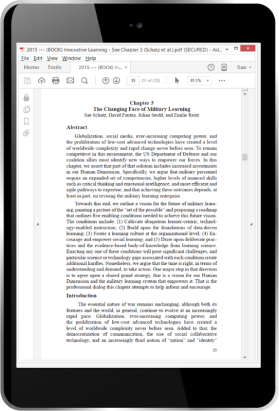 2015 --- (BOOK) Innovative Learning - See Chapter 3 (Schatz et al.).pdf (SECURED) - Ad...
File Edit View Window Help
Home Tools 2015 --- (BOOK) In... Sign In
Chapter 3
The Changing Face of Military Learning
Sae Schatz, David Fautua, Julian Stodd, and Emilie Reitz
Abstract
Globalization, social media, ever-increasing computing power, and
the proliferation of low-cost advanced technologies have created a level
of worldwide complexity and rapid change never before seen. To remain
competitive in this environment, the US Department of Defense and our
coalition allies must identify new ways to empower our forces. In this
chapter, we assert that part of that solution includes increased investments
in our Human Dimension. Specifically, we argue that military personnel
require an expanded set of competencies, higher levels of nuanced skills
such as critical thinking and emotional intelligence, and more efficient and
agile pathways to expertise, and that achieving these outcomes depends, at
least in part, on revising the military learning enterprise.
Towards this end, we outline a vision for the future of military learn-
ing, painting a picture of the "art of the possible" and proposing a roadmap
that outlines five enabling conditions needed to achieve this future vision.
The conditions include: (1) Cultivate ubiquitous learner-centric, technol-
ogy-enabled instruction; (2) Build upon the foundations of data-driven
learning; (3) Foster a learning culture at the organizational level; (4) En-
courage and empower social learning; and (5) Draw upon deliberate prac-
tices and the evidence-based body-of-knowledge from learning science.
Enacting any one of these conditions will pose significant challenges, and
particular science or technology gaps associated with each condition create
additional hurdles. Nonetheless, we argue that the time is right, in terms of
understanding and demand, to take action. One major step in that direction
is to agree upon a shared grand strategy, that is a vision for our Human
Dimension and the military learning system that empowers it. That is the
professional dialog this chapter attempts to help inform and encourage.
Introduction
The essential nature of war remains unchanging, although both its
features and the world, in general, continue to evolve at an increasingly
rapid pace. Globalization, ever-increasing computing power, and
the proliferation of low-cost advanced technologies have created a
level of worldwide complexity never before seen. Added to that, the
democratization of communication, the rise of social collaborative
technology, and an increasingly fluid notion of "nation" and "identity"